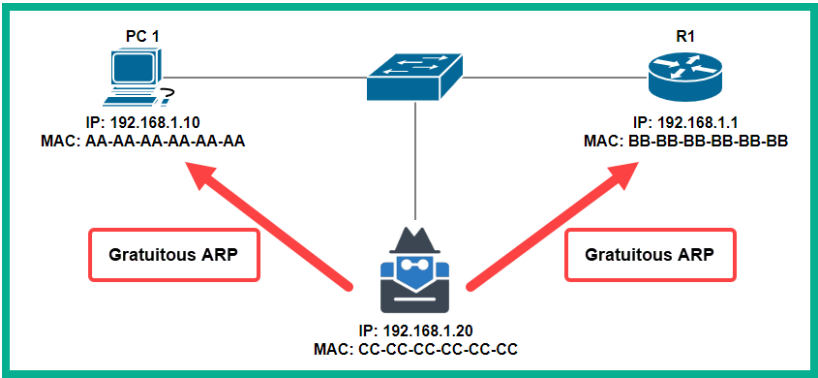 PC 1
R1
IP: 192.168.1.10
MAC: AA-AA-AA-AA-AA-AA
IP: 192.168.1.1
MAC: BB-BB-BB-BB-BB-BB
Gratuitous ARP
Gratuitous ARP
IP: 192.168.1.20
MAC: CC-CC-CC-CC-CC-CC